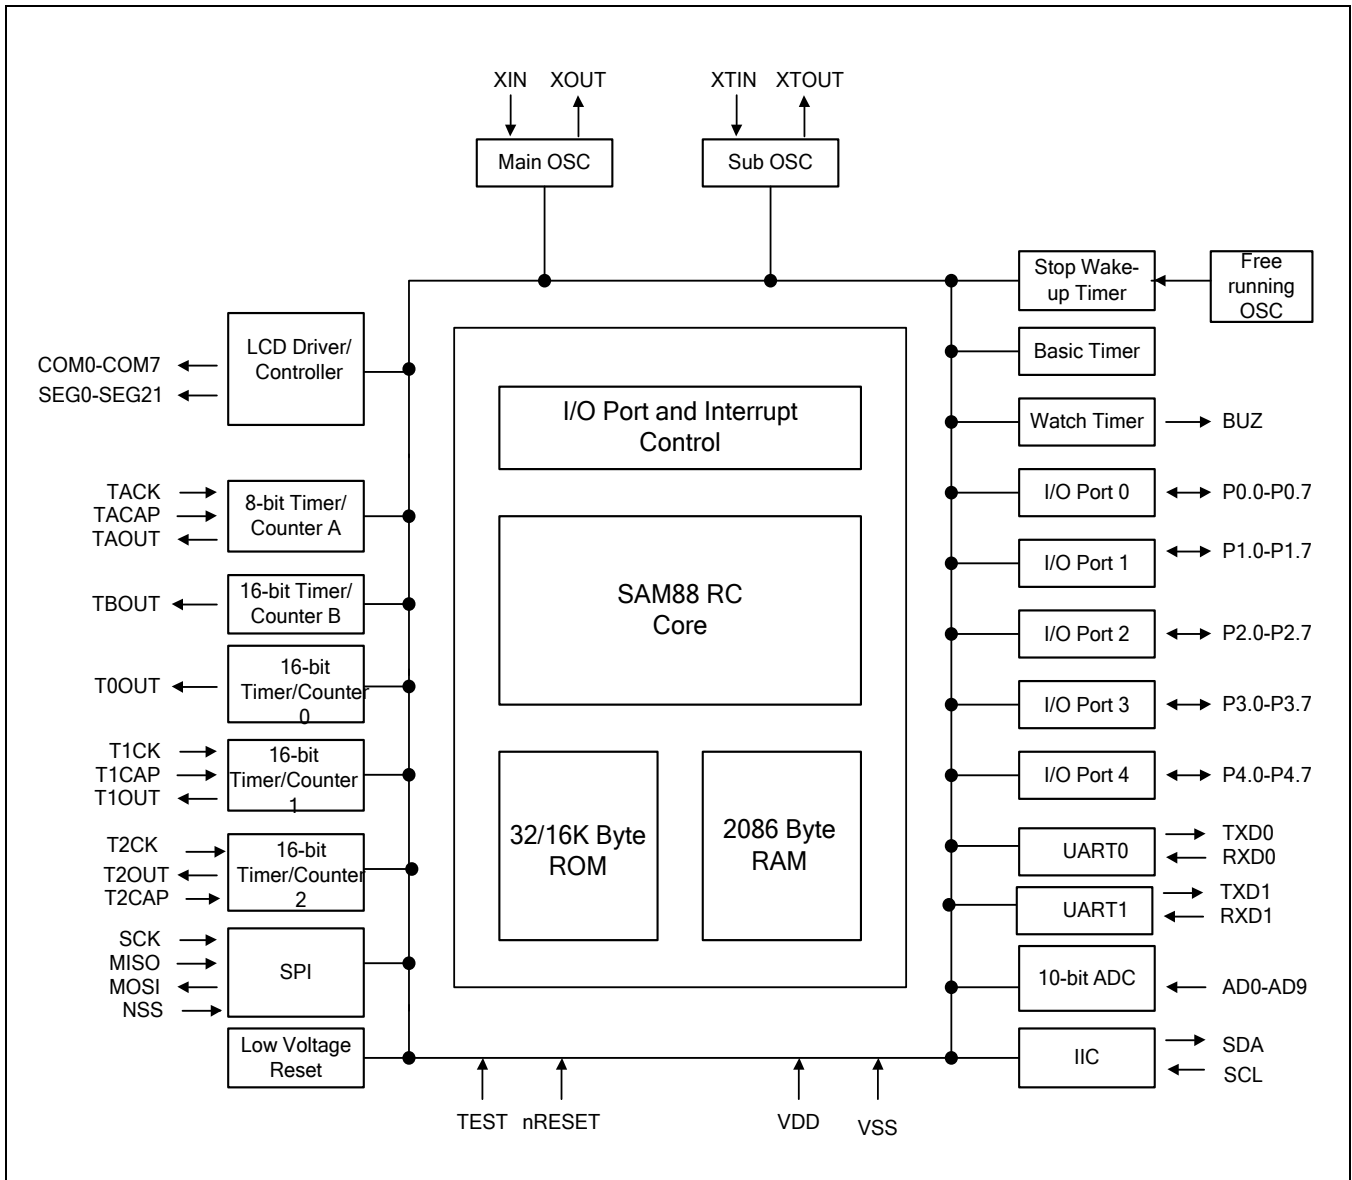 XIN XOUT XTIN XTOUT
Main OSC
Sub OSC
Stop Wake-
up Timer
Free
running
OSC
LCD Driver/
Controller
COM0-COM7
SEG0-SEG21
Basic Timer
I/O Port and Interrupt
Control
Watch Timer
BUZ
TACK
TACAP
TAOUT
8-bit Timer/
Counter A
I/O Port 0
P0.0-P0.7
SAM88 RC
Core
I/O Port 1
P1.0-P1.7
TBOUT
16-bit Timer/
Counter B
I/O Port 2
P2.0-P2.7
T0OUT
16-bit
Timer/Counter
0
I/O Port 3
P3.0-P3.7
T1CK
T1CAP
T1OUT
16-bit
Timer/Counter
1
I/O Port 4
P4.0-P4.7
32/16K Byte
ROM
2086 Byte
RAM
T2CK
T2OUT
T2CAP
16-bit
Timer/Counter
2
UART0
TXD0
RXD0
UART1
TXD1
RXD1
SCK
MISO
MOSI
NSS
SPI
10-bit ADC
AD0-AD9
Low Voltage
Reset
IIC
SDA
SCL
TEST nRESET VDD VSS